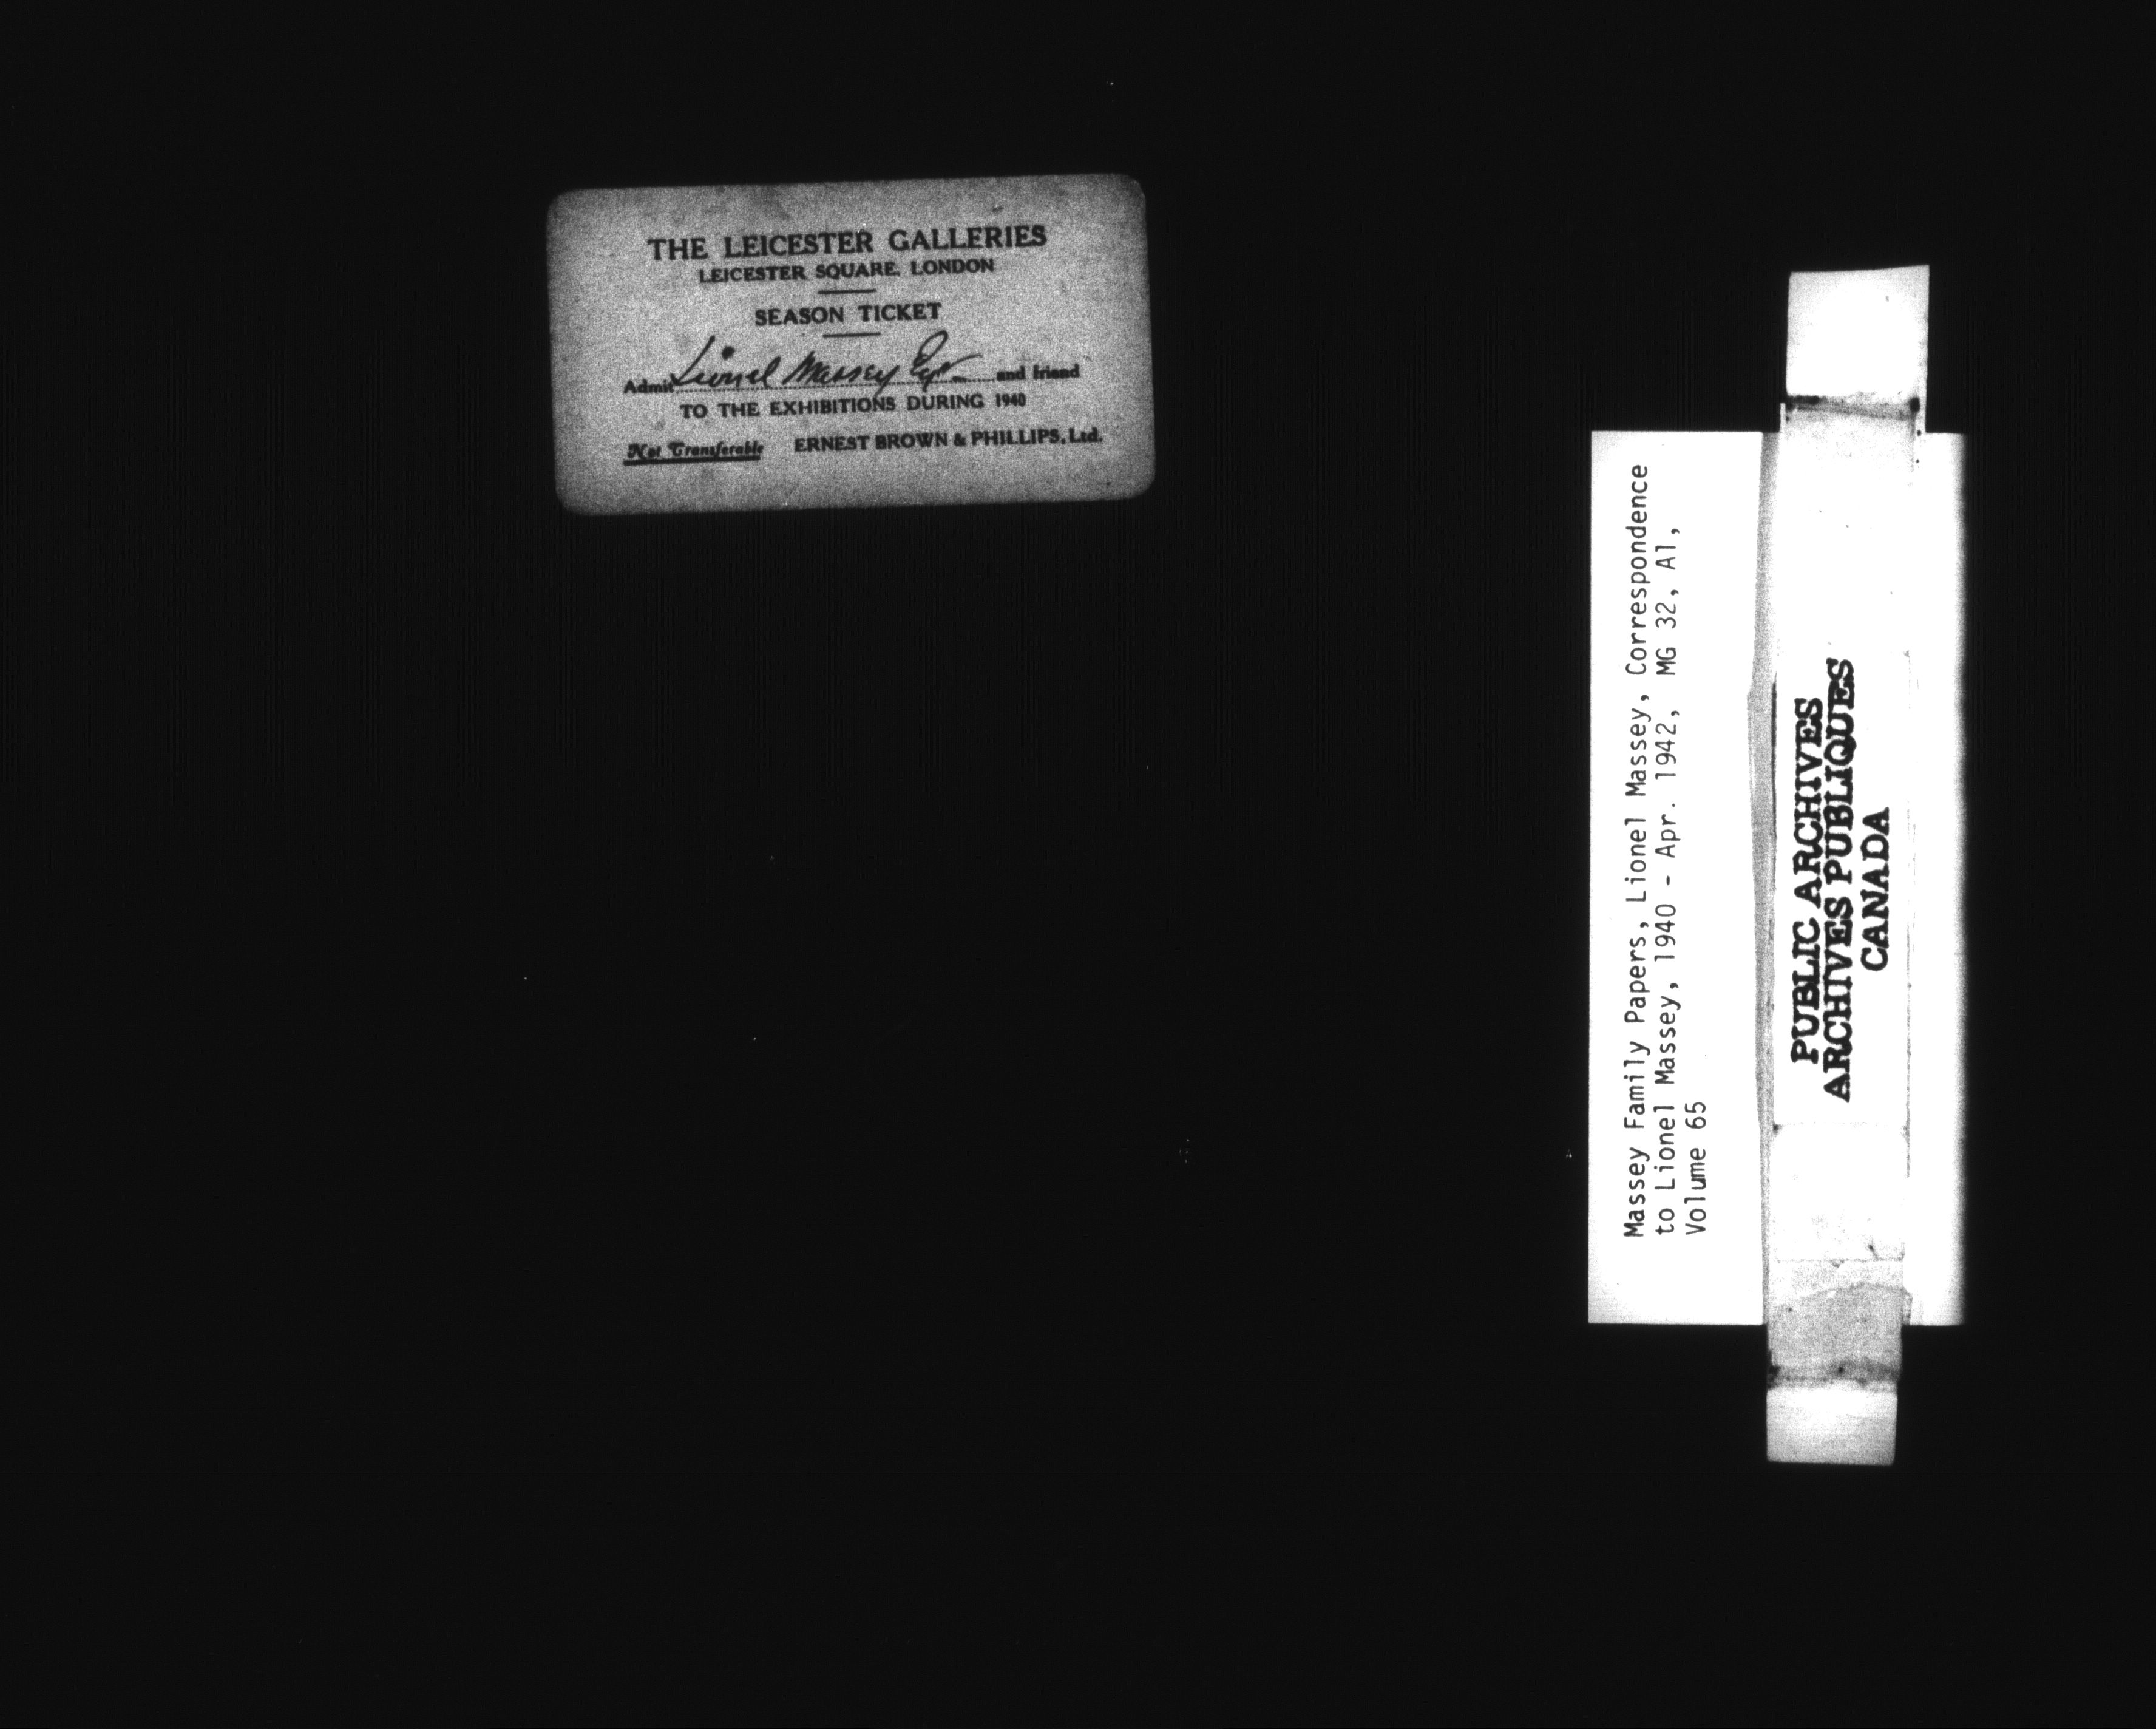 THE LEICESTER GALLERIES
LEICESTER SQUARE, LONDON
SEASON TICKET
Admit Lionel Massey Esqr. and friend
TO THE EXHIBITIONS DURING 1940
Not Transferable ERNEST BROWN & PHILLIPS, Ltd.
Massey Family Papers, Lionel Massey, Correspondence
to Lionel Massey, 1940 - Apr. 1942, MG 32, A1,
Volume 65
PUBLIC ARCHIVES
ARCHIVES PUBLIQUES
CANADA